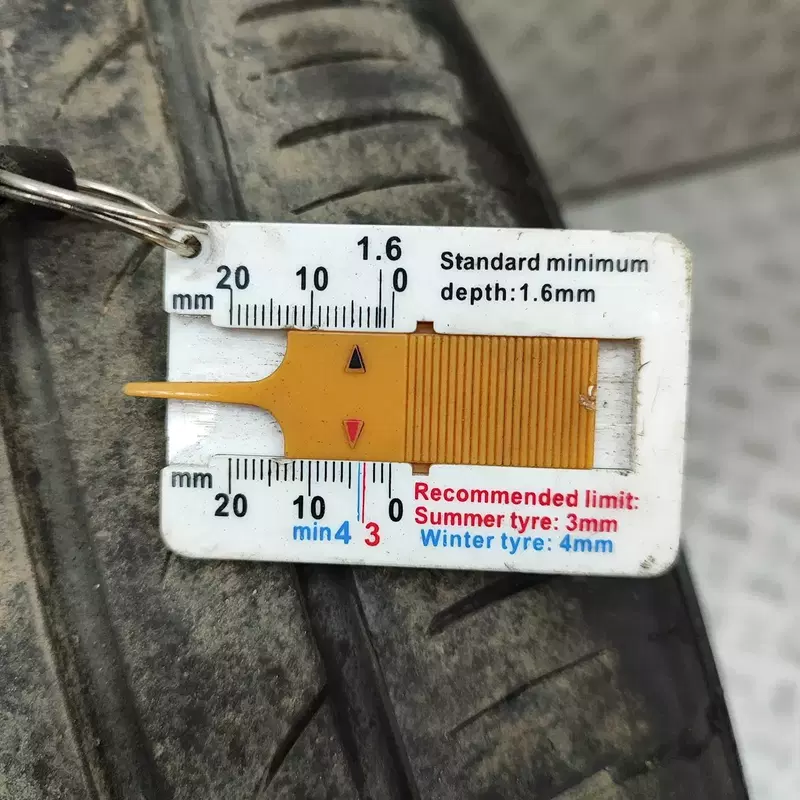 1.6
20 10 0
mm
Standard minimum
depth:1.6mm
mm
20 10 0
min4 3
Recommended limit:
Summer tyre: 3mm
Winter tyre: 4mm